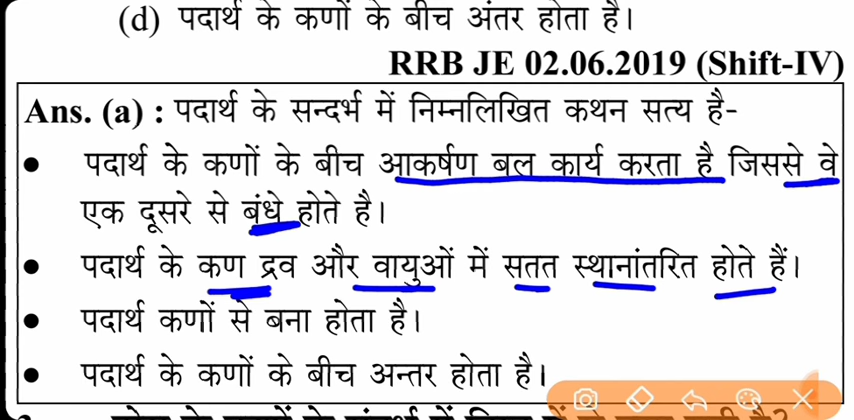 (d) पदार्थ के कणों के बीच अंतर होता है।
RRB JE 02.06.2019 (Shift-IV)
Ans. (a) : पदार्थ के सन्दर्भ में निम्नलिखित कथन सत्य है-
• पदार्थ के कणों के बीच आकर्षण बल कार्य करता है जिससे वे
एक दूसरे से बंधे होते है।
• पदार्थ के कण द्रव और वायुओं में सतत स्थानांतरित होते हैं।
• पदार्थ कणों से बना होता है।
• पदार्थ के कणों के बीच अन्तर होता है।